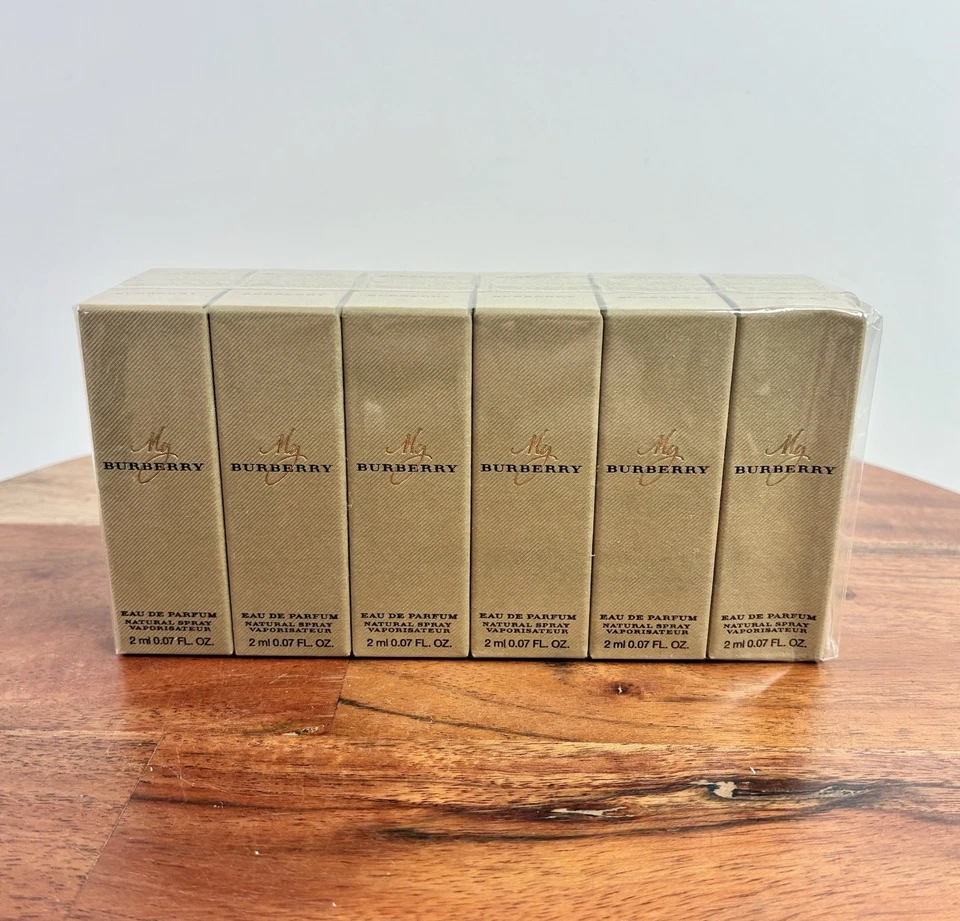 My
BURBERRY
EAU DE PARFUM
NATURAL SPRAY
VAPORISATEUR
2 ml 0.07 FL. OZ.
My
BURBERRY
EAU DE PARFUM
NATURAL SPRAY
VAPORISATEUR
2 ml 0.07 FL. OZ.
My
BURBERRY
EAU DE PARFUM
NATURAL SPRAY
VAPORISATEUR
2 ml 0.07 FL. OZ.
My
BURBERRY
EAU DE PARFUM
NATURAL SPRAY
VAPORISATEUR
2 ml 0.07 FL. OZ.
My
BURBERRY
EAU DE PARFUM
NATURAL SPRAY
VAPORISATEUR
2 ml 0.07 FL. OZ.
My
BURBERRY
EAU DE PARFUM
NATURAL SPRAY
VAPORISATEUR
2 ml 0.07 FL. OZ.